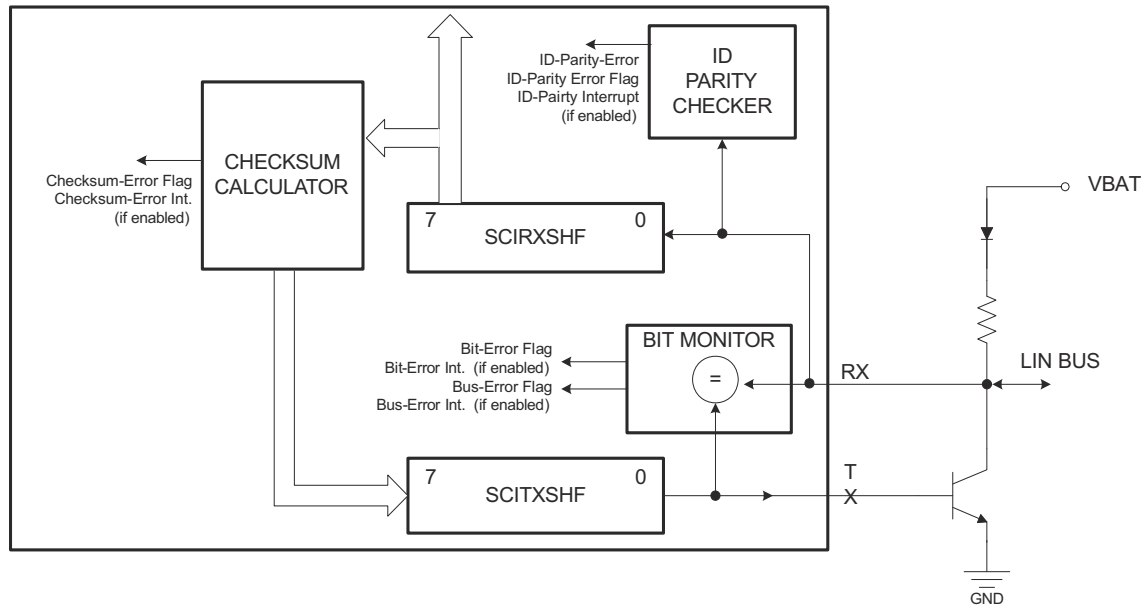 ID-Parity-Error
ID-Parity Error Flag
ID-Pairty Interrupt
(if enabled)
ID
PARITY
CHECKER
CHECKSUM
CALCULATOR
Checksum-Error Flag
Checksum-Error Int.
(if enabled)
VBAT
7 SCIRXSHF 0
BIT MONITOR
Bit-Error Flag
Bit-Error Int. (if enabled)
Bus-Error Flag
Bus-Error Int. (if enabled)
=
RX
LIN BUS
7 SCITXSHF 0
T
X
GND